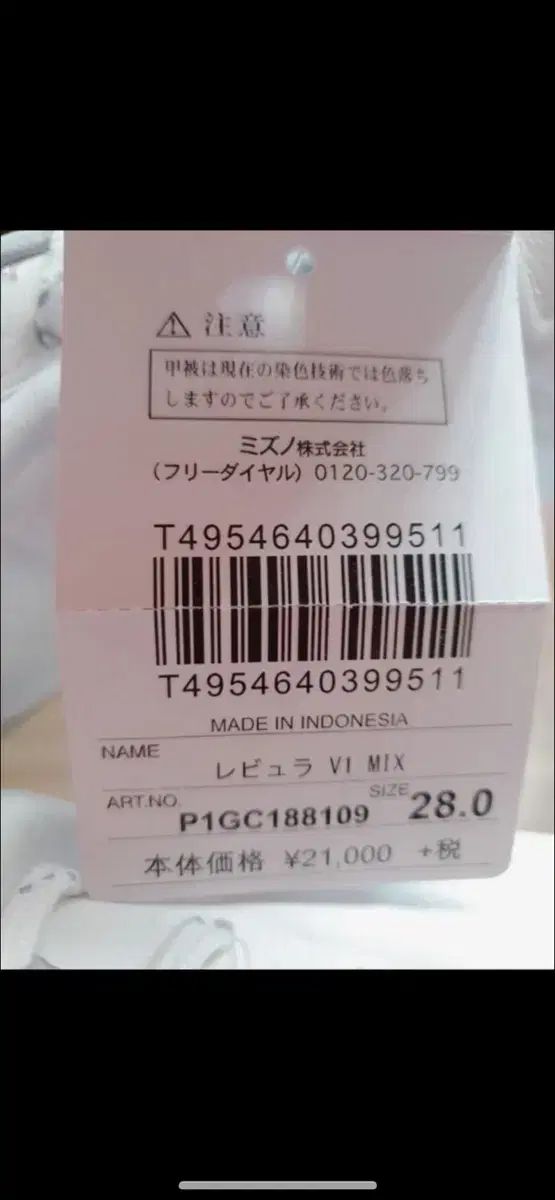 ⚠ 注意
甲被は現在の染色技術では色落ち
しますのでご了承ください。
ミズノ株式会社
(フリーダイヤル) 0120-320-799
T4954640399511
T4954640399511
MADE IN INDONESIA
NAME
レビュラ V1 MIX
ART.NO. P1GC188109 SIZE 28.0
本体価格 ¥21,000 +税